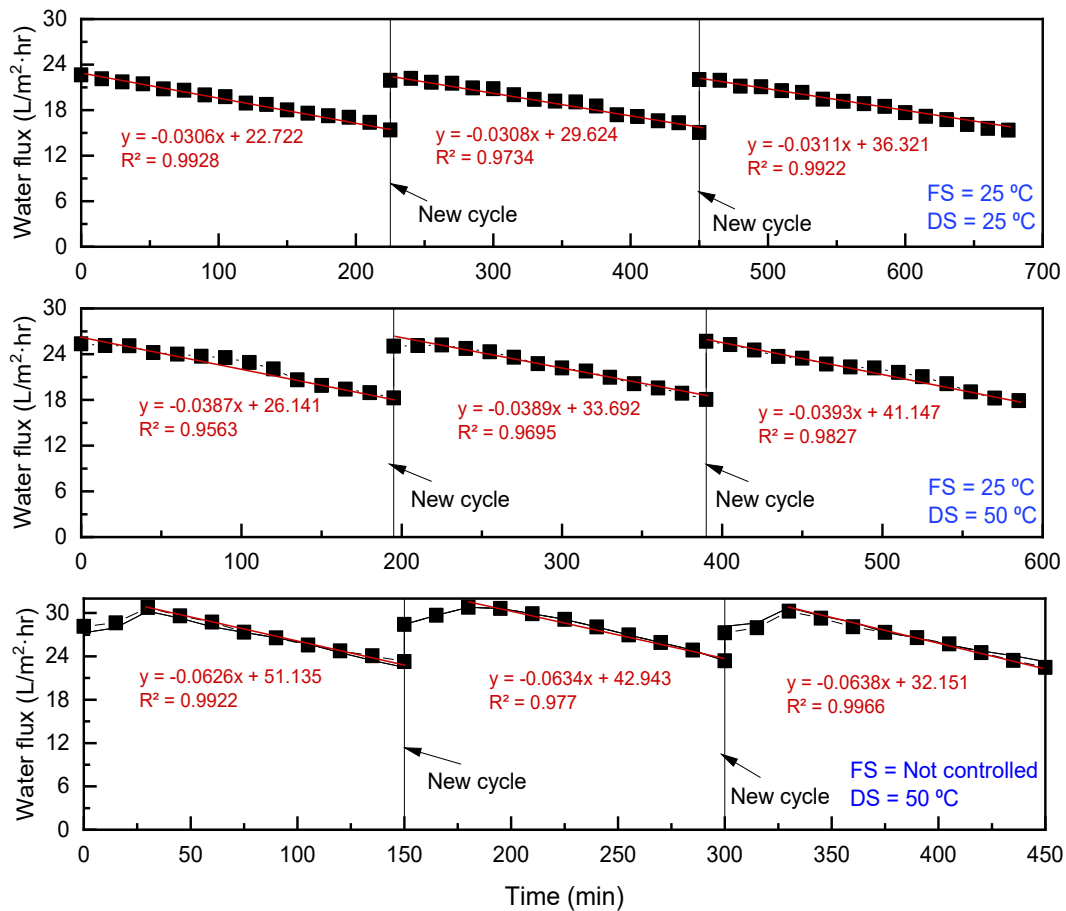 Water flux (L/m²·hr)
30
24
18
12
6
0
y = -0.0306x + 22.722
R² = 0.9928
y = -0.0308x + 29.624
R² = 0.9734
y = -0.0311x + 36.321
R² = 0.9922
New cycle
New cycle
FS = 25 ºC
DS = 25 ºC
0 100 200 300 400 500 600 700
Water flux (L/m²·hr)
30
24
18
12
6
0
y = -0.0387x + 26.141
R² = 0.9563
y = -0.0389x + 33.692
R² = 0.9695
y = -0.0393x + 41.147
R² = 0.9827
New cycle
New cycle
FS = 25 ºC
DS = 50 ºC
0 100 200 300 400 500 600
Water flux (L/m²·hr)
30
24
18
12
6
0
y = -0.0626x + 51.135
R² = 0.9922
y = -0.0634x + 42.943
R² = 0.977
y = -0.0638x + 32.151
R² = 0.9966
New cycle
New cycle
FS = Not controlled
DS = 50 ºC
0 50 100 150 200 250 300 350 400 450
Time (min)